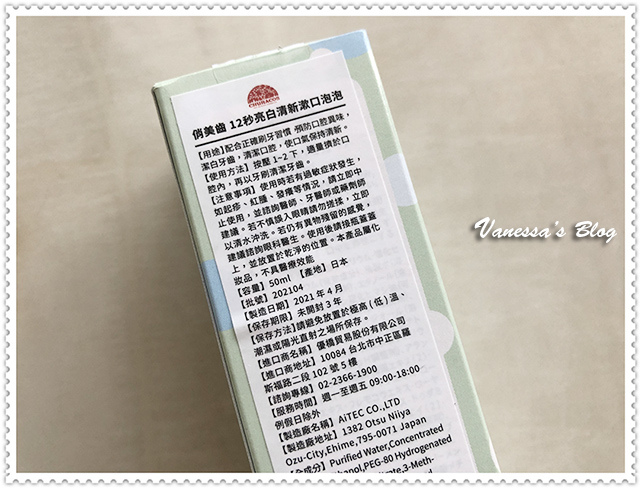 CHURACOS
俏美齒 12秒亮白清新漱口泡泡
【用途】配合正確刷牙習慣 預防口腔異味,
潔白牙齒,清潔口腔,使口氣保持清新。
【使用方法】按壓 1~2 下,適量擠於口
腔內,再以牙刷清潔牙齒。
【注意事項】使用時若有過敏症狀發生,
如起疹、紅腫、發癢等情況,請立即中
止使用,並諮詢醫師、牙醫師或藥劑師
建議。若不慎誤入眼睛請勿搓揉,立即
以清水沖洗。若仍有異物殘留的感覺,
建議諮詢眼科醫生。使用後請接瓶蓋蓋
上,並放置於乾淨的位置。本產品屬化
妝品,不具醫療效能
【容量】50ml 【產地】日本
【批號】202104
【製造日期】2021 年 4 月
【保存期限】未開封 3 年
【保存方法】請避免放置於極高(低)溫、
潮濕或陽光直射之場所保存。
【進口商名稱】優橋貿易股份有限公司
【進口商地址】10084 台北市中正區羅
斯福路二段 102 號 5 樓
【諮詢專線】02-2366-1900
【服務時間】週一至週五 09:00-18:00
例假日除外
【製造廠名稱】AiTEC CO.,LTD
【製造廠地址】1382 Otsu Niiya
Ozu-City,Ehime,795-0071 Japan
【全成分】Purified Water,Concentrated
PEG-80 Hydrogenated
3-Meth-
Vanessa's Blog